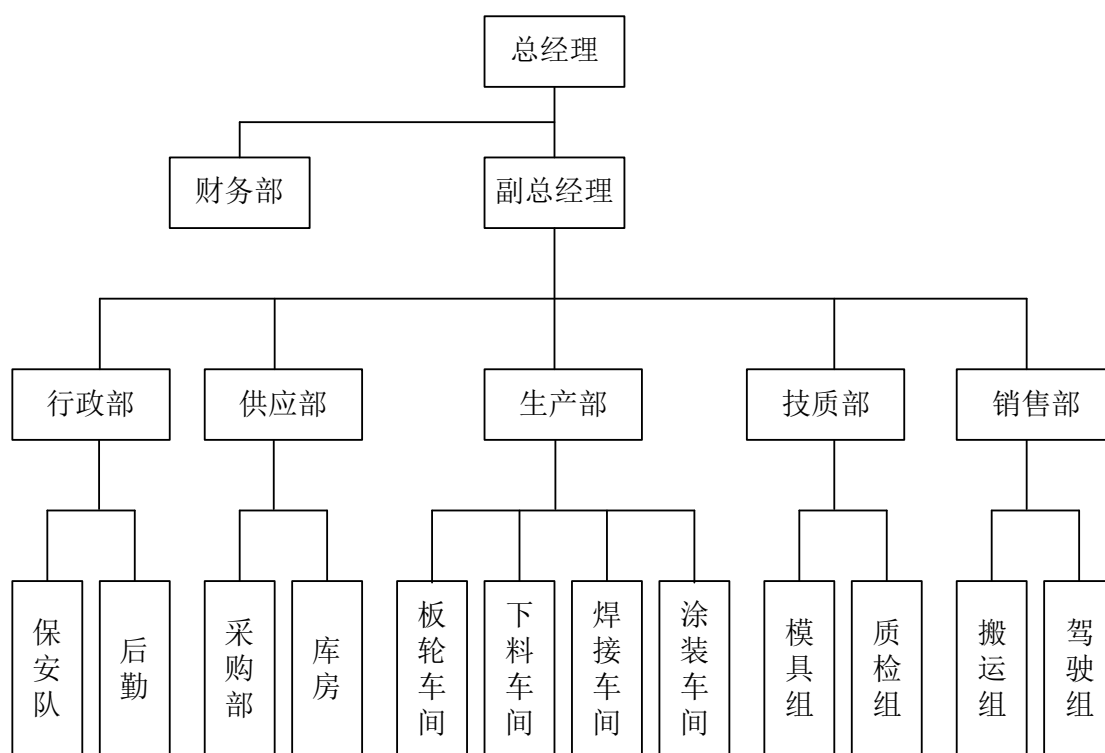 总经理
财务部
副总经理
行政部
供应部
生产部
技质部
销售部
保安队
后勤
采购部
库房
板轮车间
下料车间
焊接车间
涂装车间
模具组
质检组
搬运组
驾驶组